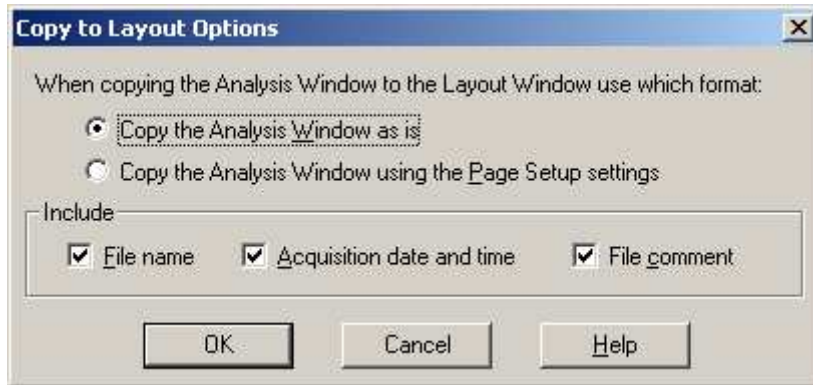 Copy to Layout Options
When copying the Analysis Window to the Layout Window use which format:
Copy the Analysis Window as is
Copy the Analysis Window using the Page Setup settings
Include
File name Acquisition date and time File comment
OK Cancel Help